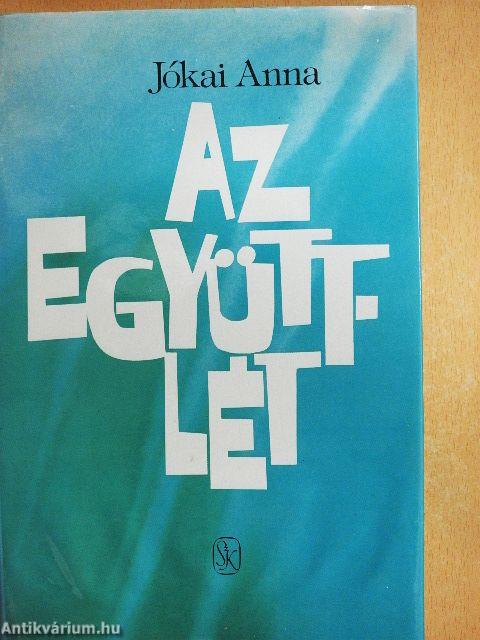 Jókai Anna
AZ
EGYÜTT-
LÉT
SzK
Antikvárium.hu